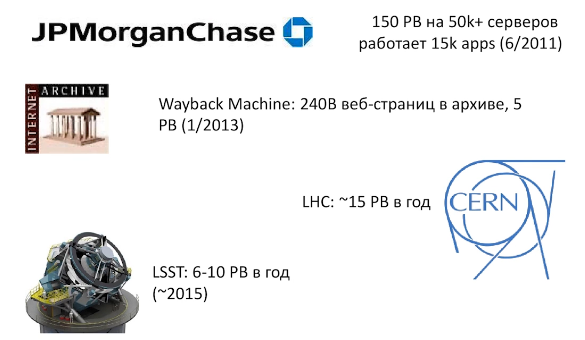 JPMorganChase
150 PB на 50k+ серверов
работает 15k apps (6/2011)
INTERNET
ARCHIVE
Wayback Machine: 240B веб-страниц в архиве, 5
PB (1/2013)
LHC: ~15 PB в год
CERN
LSST: 6-10 PB в год
(~2015)